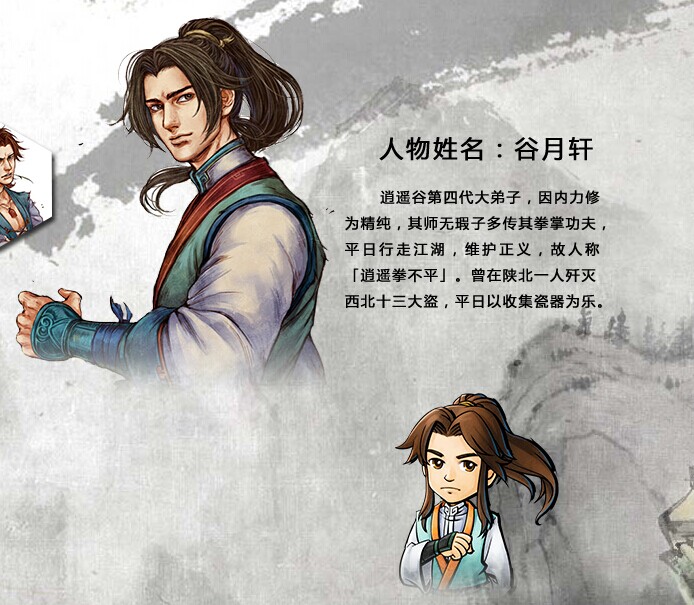 人物姓名：谷月轩
逍遥谷第四代大弟子，因内力修
为精纯，其师无瑕子多传其拳掌功夫，
平日行走江湖，维护正义，故人称
「逍遥拳不平」。曾在陕北一人歼灭
西北十三大盗，平日以收集瓷器为乐。